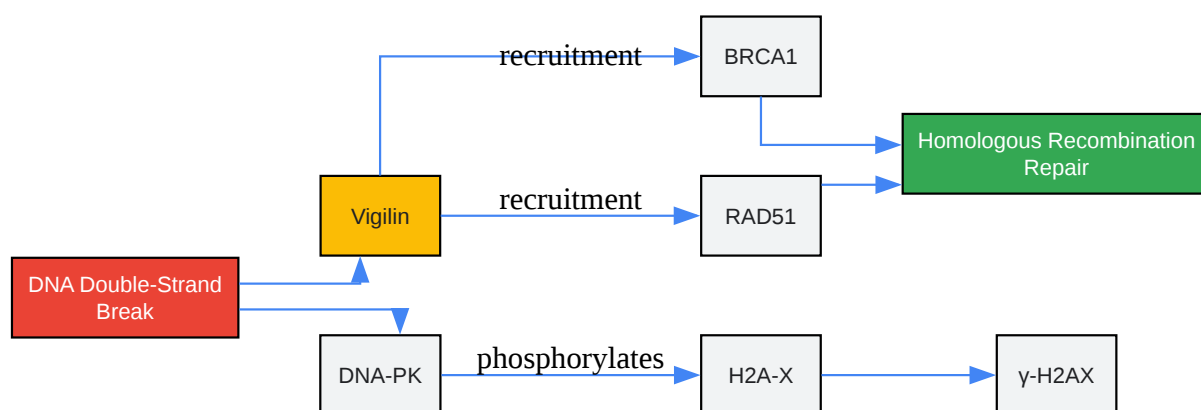 recruitment
BRCA1
Homologous Recombination
Repair
Vigilin
recruitment
RAD51
DNA Double-Strand
Break
DNA-PK
phosphorylates
H2A-X
γ-H2AX